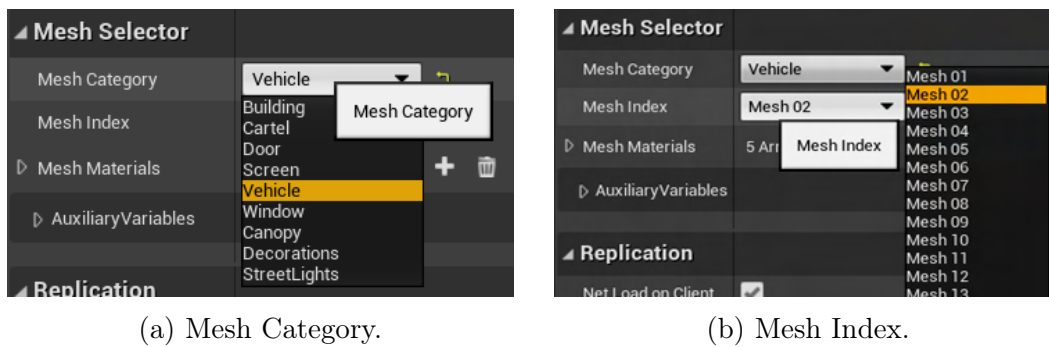 Mesh Selector
Mesh Category
Vehicle
Mesh Index
Mesh Materials
AuxiliaryVariables
Replication
Building
Cartel
Door
Screen
Vehicle
Window
Canopy
Decorations
StreetLights
Mesh Category
(a) Mesh Category.
Mesh Selector
Mesh Category
Vehicle
Mesh Index
Mesh 02
Mesh Materials
5 Arr
Mesh Index
AuxiliaryVariables
Replication
Net Load on Client
Mesh 01
Mesh 02
Mesh 03
Mesh 04
Mesh 05
Mesh 06
Mesh 07
Mesh 08
Mesh 09
Mesh 10
Mesh 11
Mesh 12
Mesh 13
(b) Mesh Index.